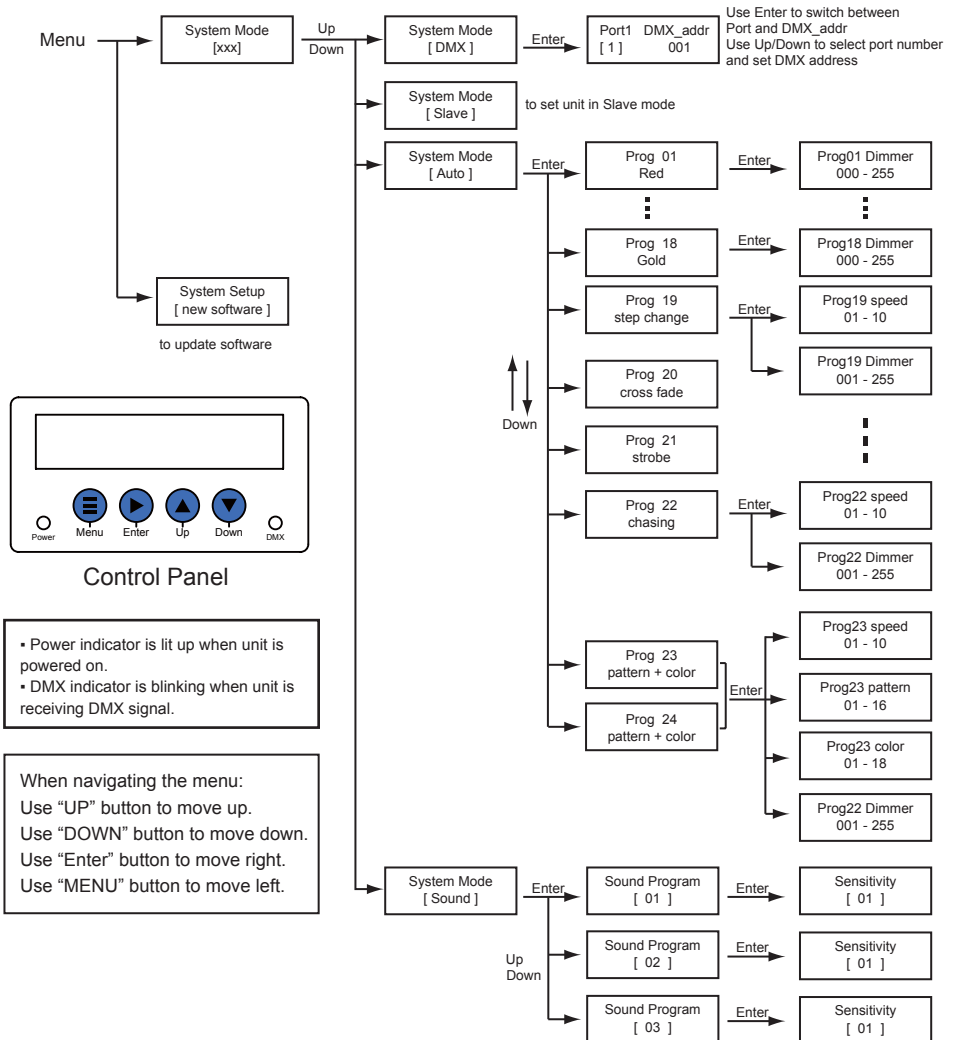 Menu
System Mode
[xxx]
Up
Down
System Mode
[ DMX ]
Enter
Port1 DMX_addr
[ 1 ] 001
Use Enter to switch between
Port and DMX_addr
Use Up/Down to select port number
and set DMX address
System Mode
[ Slave ]
to set unit in Slave mode
System Mode
[ Auto ]
Enter
Prog 01
Red
Enter
Prog01 Dimmer
000 - 255
Prog 18
Gold
Enter
Prog18 Dimmer
000 - 255
System Setup
[ new software ]
to update software
Prog 19
step change
Enter
Prog19 speed
01 - 10
Prog19 Dimmer
001 - 255
Down
Prog 20
cross fade
Prog 21
strobe
Prog 22
chasing
Enter
Prog22 speed
01 - 10
Prog22 Dimmer
001 - 255
Power
Menu
Enter
Up
Down
DMX
Control Panel
▪ Power indicator is lit up when unit is
powered on.
▪ DMX indicator is blinking when unit is
receiving DMX signal.
Prog 23
pattern + color
Prog 24
pattern + color
Enter
Prog23 speed
01 - 10
Prog23 pattern
01 - 16
Prog23 color
01 - 18
Prog22 Dimmer
001 - 255
When navigating the menu:
Use “UP” button to move up.
Use “DOWN” button to move down.
Use “Enter” button to move right.
Use “MENU” button to move left.
System Mode
[ Sound ]
Enter
Up
Down
Sound Program
[ 01 ]
Enter
Sensitivity
[ 01 ]
Sound Program
[ 02 ]
Enter
Sensitivity
[ 01 ]
Sound Program
[ 03 ]
Enter
Sensitivity
[ 01 ]